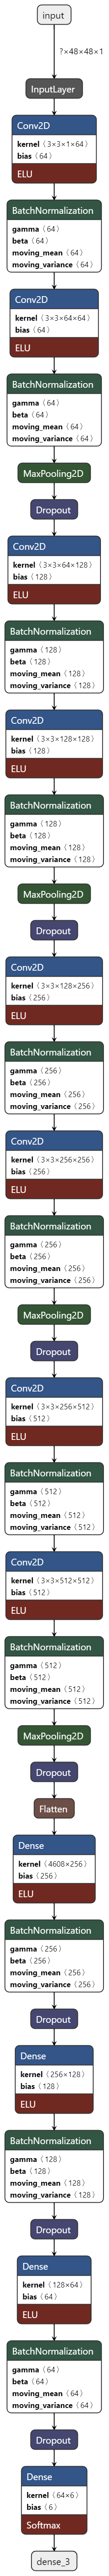 input
?×48×48×1
InputLayer
Conv2D
kernel ⟨3×3×1×64⟩
bias ⟨64⟩
ELU
BatchNormalization
gamma ⟨64⟩
beta ⟨64⟩
moving_mean ⟨64⟩
moving_variance ⟨64⟩
Conv2D
kernel ⟨3×3×64×64⟩
bias ⟨64⟩
ELU
BatchNormalization
gamma ⟨64⟩
beta ⟨64⟩
moving_mean ⟨64⟩
moving_variance ⟨64⟩
MaxPooling2D
Dropout
Conv2D
kernel ⟨3×3×64×128⟩
bias ⟨128⟩
ELU
BatchNormalization
gamma ⟨128⟩
beta ⟨128⟩
moving_mean ⟨128⟩
moving_variance ⟨128⟩
Conv2D
kernel ⟨3×3×128×128⟩
bias ⟨128⟩
ELU
BatchNormalization
gamma ⟨128⟩
beta ⟨128⟩
moving_mean ⟨128⟩
moving_variance ⟨128⟩
MaxPooling2D
Dropout
Conv2D
kernel ⟨3×3×128×256⟩
bias ⟨256⟩
ELU
BatchNormalization
gamma ⟨256⟩
beta ⟨256⟩
moving_mean ⟨256⟩
moving_variance ⟨256⟩
Conv2D
kernel ⟨3×3×256×256⟩
bias ⟨256⟩
ELU
BatchNormalization
gamma ⟨256⟩
beta ⟨256⟩
moving_mean ⟨256⟩
moving_variance ⟨256⟩
MaxPooling2D
Dropout
Conv2D
kernel ⟨3×3×256×512⟩
bias ⟨512⟩
ELU
BatchNormalization
gamma ⟨512⟩
beta ⟨512⟩
moving_mean ⟨512⟩
moving_variance ⟨512⟩
Conv2D
kernel ⟨3×3×512×512⟩
bias ⟨512⟩
ELU
BatchNormalization
gamma ⟨512⟩
beta ⟨512⟩
moving_mean ⟨512⟩
moving_variance ⟨512⟩
MaxPooling2D
Dropout
Flatten
Dense
kernel ⟨4608×256⟩
bias ⟨256⟩
ELU
BatchNormalization
gamma ⟨256⟩
beta ⟨256⟩
moving_mean ⟨256⟩
moving_variance ⟨256⟩
Dropout
Dense
kernel ⟨256×128⟩
bias ⟨128⟩
ELU
BatchNormalization
gamma ⟨128⟩
beta ⟨128⟩
moving_mean ⟨128⟩
moving_variance ⟨128⟩
Dropout
Dense
kernel ⟨128×64⟩
bias ⟨64⟩
ELU
BatchNormalization
gamma ⟨64⟩
beta ⟨64⟩
moving_mean ⟨64⟩
moving_variance ⟨64⟩
Dropout
Dense
kernel ⟨64×6⟩
bias ⟨6⟩
Softmax
dense_3